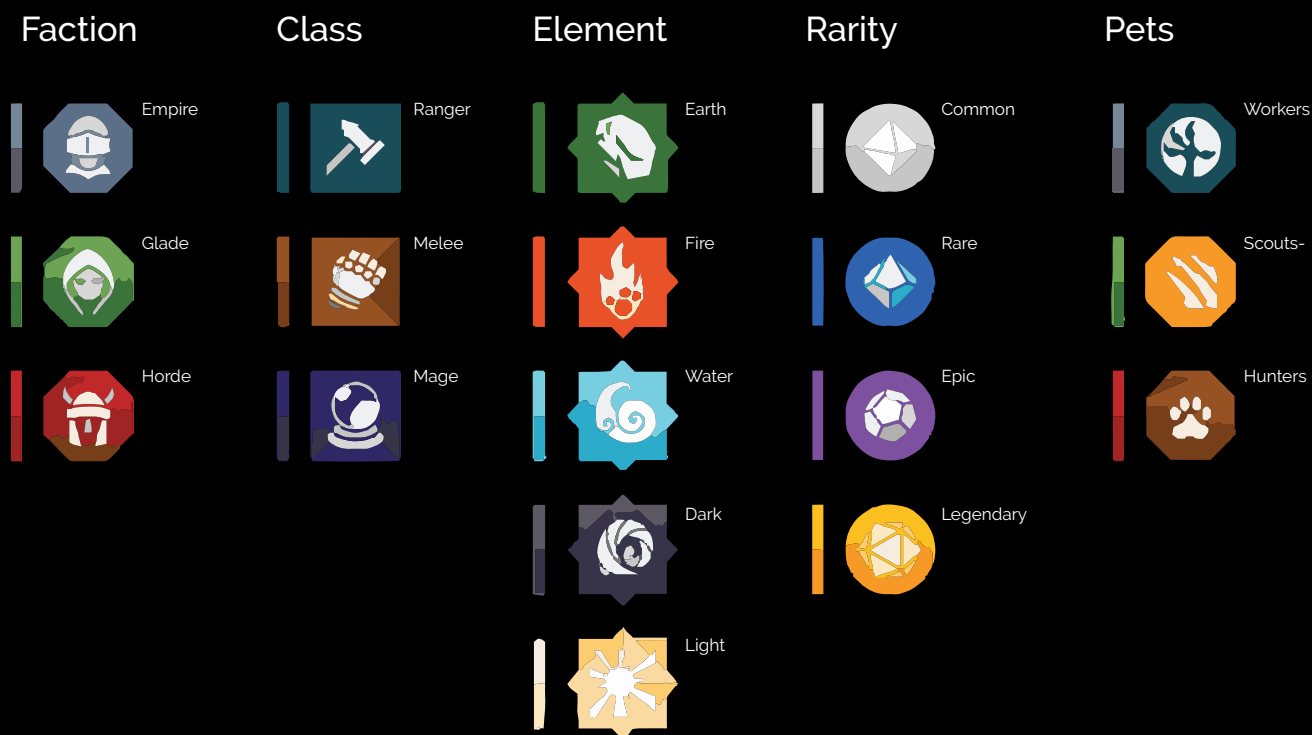 Faction
Class
Element
Rarity
Pets
Empire
Ranger
Earth
Common
Workers
Glade
Melee
Fire
Rare
Scouts-
Horde
Mage
Water
Epic
Hunters
Dark
Legendary
Light